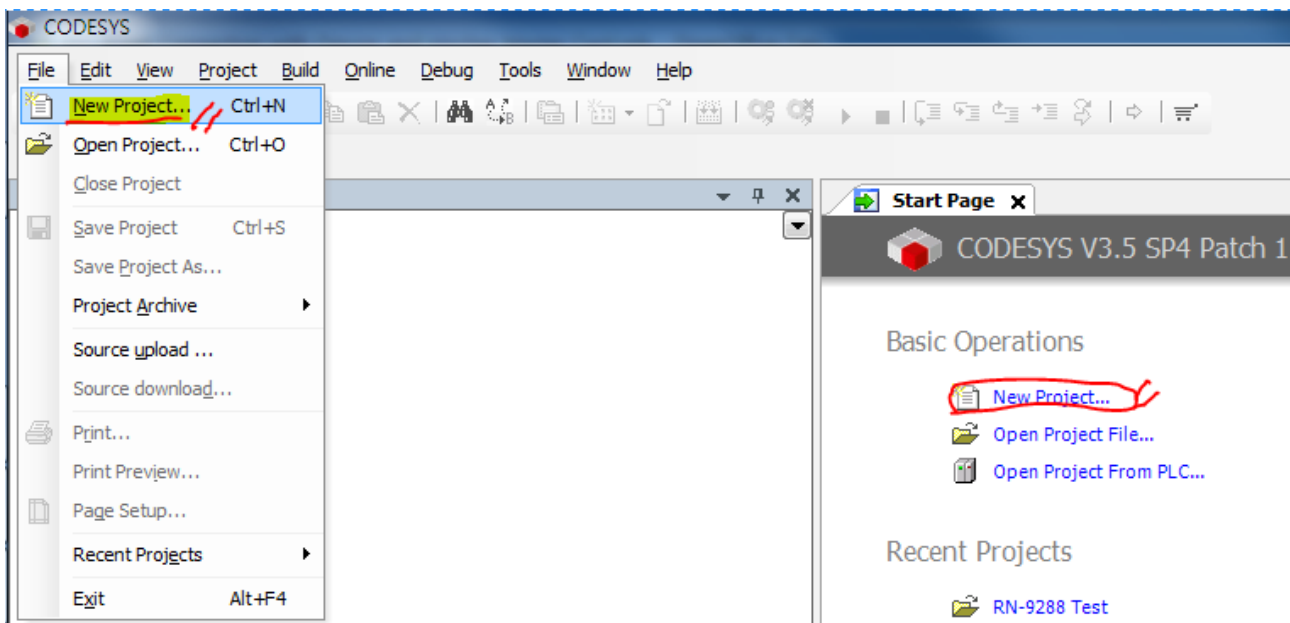 CODESYS
File Edit View Project Build Online Debug Tools Window Help
New Project... Ctrl+N
Open Project... Ctrl+O
Close Project
Save Project Ctrl+S
Save Project As...
Project Archive
Source upload ...
Source download...
Print...
Print Preview...
Page Setup...
Recent Projects
Exit Alt+F4
Start Page
CODESYS V3.5 SP4 Patch 1
Basic Operations
New Project...
Open Project File...
Open Project From PLC...
Recent Projects
RN-9288 Test